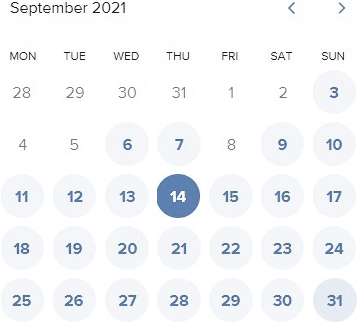 September 2021
MON TUE WED THU FRI SAT SUN
28 29 30 31 1 2 3
4 5 6 7 8 9 10
11 12 13 14 15 16 17
18 19 20 21 22 23 24
25 26 27 28 29 30 31